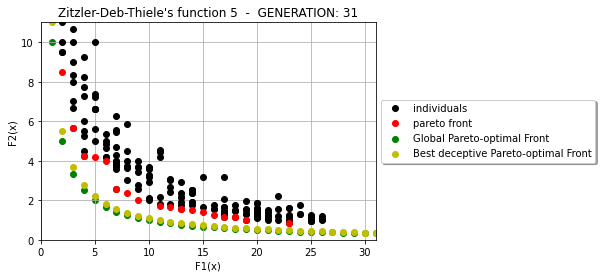 Zitzler-Deb-Thiele's function 5 - GENERATION: 31
F2(x)
10
8
6
4
2
0
0 5 10 15 20 25 30
F1(x)
individuals
pareto front
Global Pareto-optimal Front
Best deceptive Pareto-optimal Front